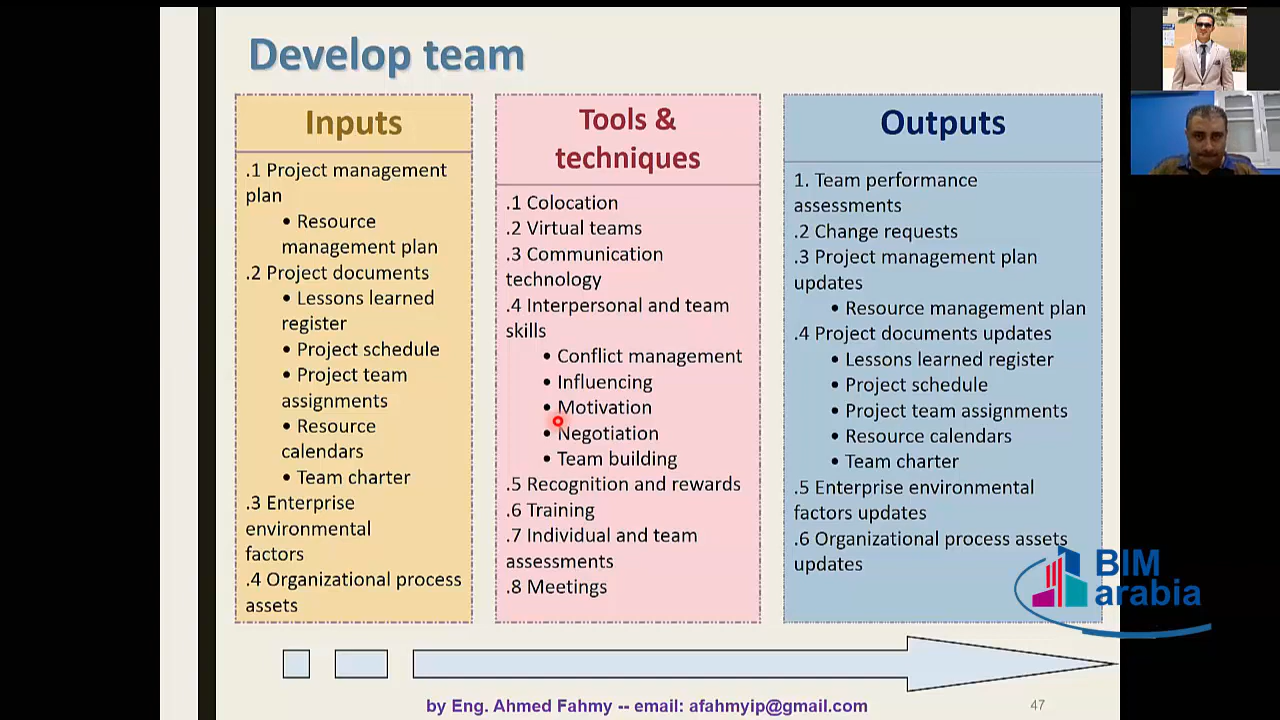 Develop team
Inputs
.1 Project management
plan
• Resource
management plan
.2 Project documents
• Lessons learned
register
• Project schedule
• Project team
assignments
• Resource
calendars
• Team charter
.3 Enterprise
environmental
factors
.4 Organizational process
assets
Tools &
techniques
.1 Colocation
.2 Virtual teams
.3 Communication
technology
.4 Interpersonal and team
skills
• Conflict management
• Influencing
• Motivation
• Negotiation
• Team building
.5 Recognition and rewards
.6 Training
.7 Individual and team
assessments
.8 Meetings
Outputs
1. Team performance
assessments
.2 Change requests
.3 Project management plan
updates
• Resource management plan
.4 Project documents updates
• Lessons learned register
• Project schedule
• Project team assignments
• Resource calendars
• Team charter
.5 Enterprise environmental
factors updates
.6 Organizational process assets
updates
BIM
arabia
by Eng. Ahmed Fahmy -- email: afahmyip@gmail.com
47